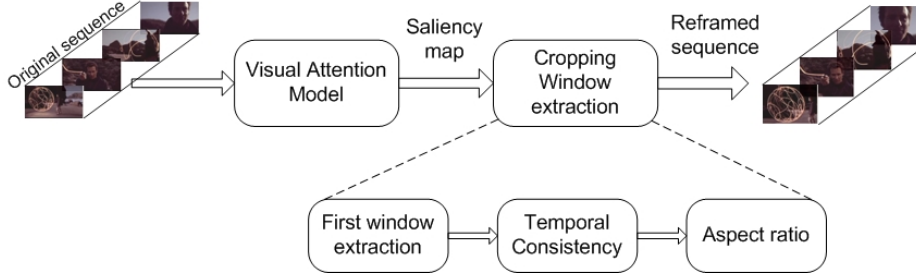 Original sequence
Visual Attention
Model
Saliency
map
Cropping
Window
extraction
Reframed
sequence
First window
extraction
Temporal
Consistency
Aspect ratio